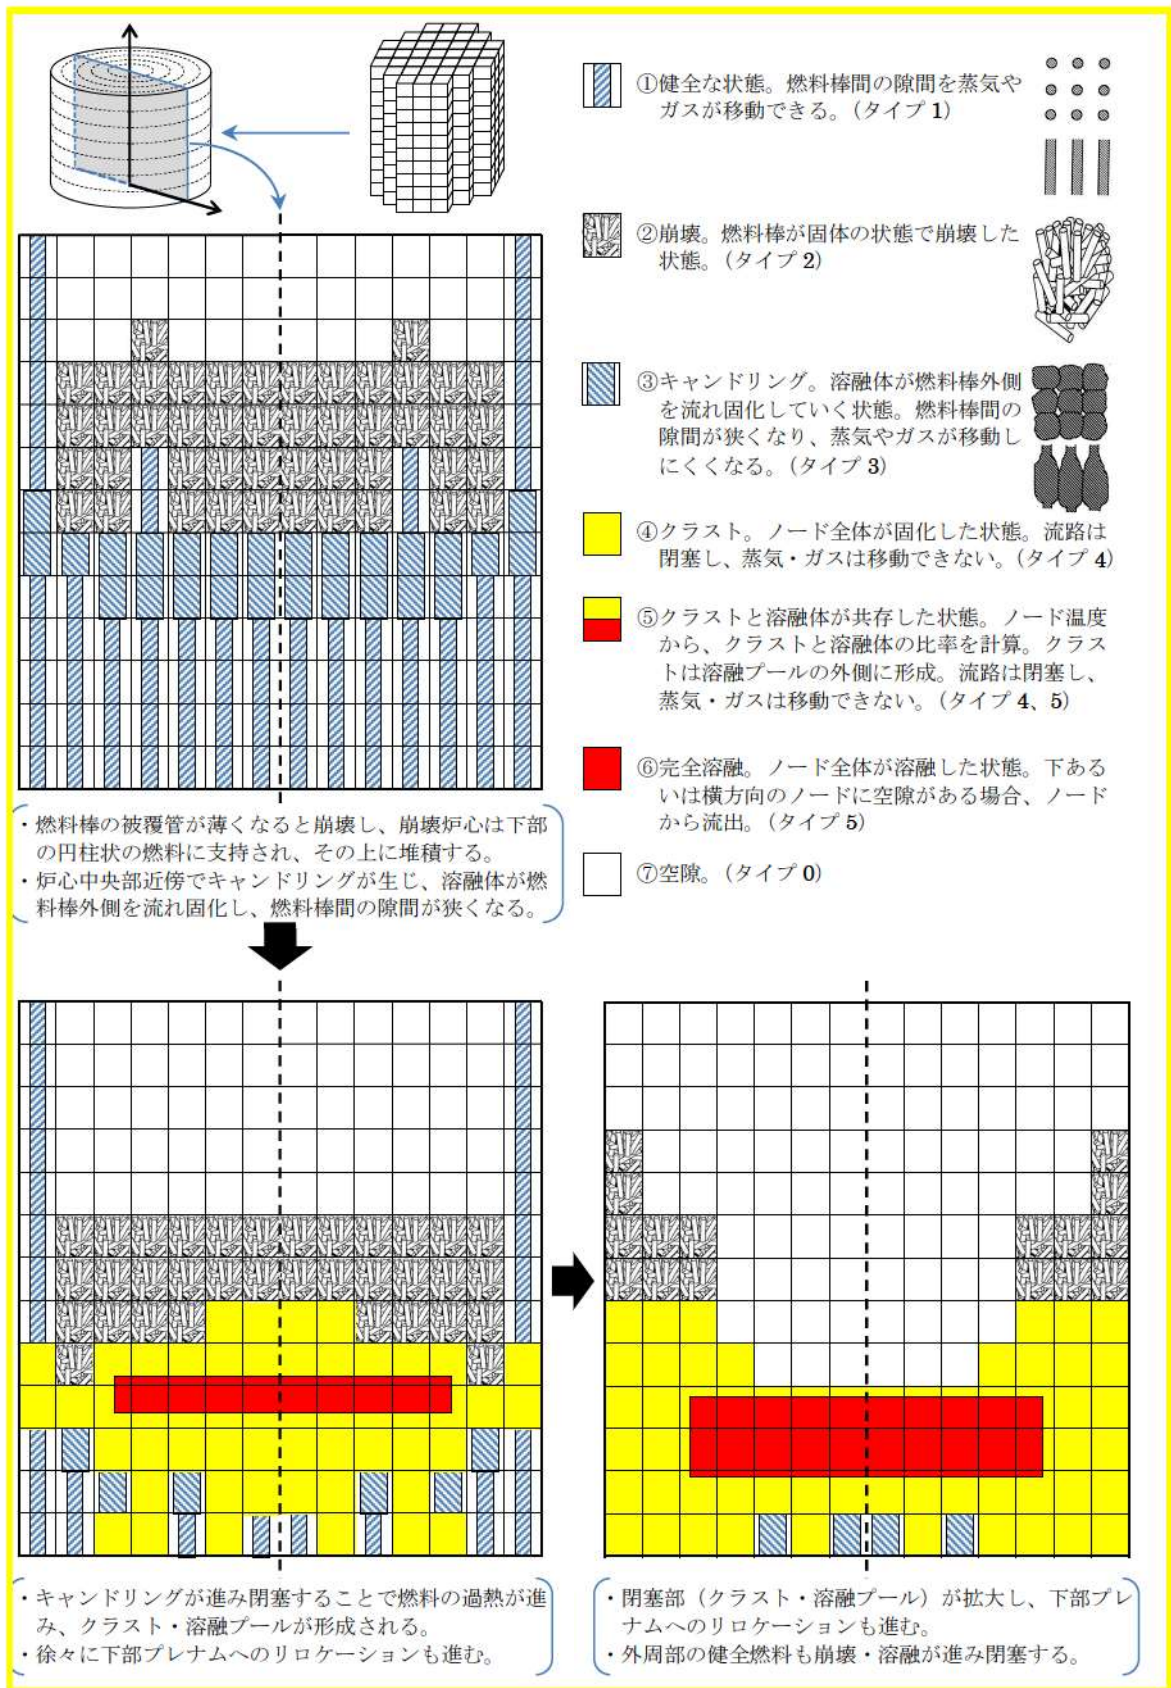 ①健全な状態。燃料棒間の隙間を蒸気や
ガスが移動できる。（タイプ 1）
②崩壊。燃料棒が固体の状態で崩壊した
状態。（タイプ 2）
③キャンドリング。溶融体が燃料棒外側
を流れ固化していく状態。燃料棒間の
隙間が狭くなり、蒸気やガスが移動し
にくくなる。（タイプ 3）
④クラスト。ノード全体が固化した状態。流路は
閉塞し、蒸気・ガスは移動できない。（タイプ 4）
⑤クラストと溶融体が共存した状態。ノード温度
から、クラストと溶融体の比率を計算。クラス
トは溶融プールの外側に形成。流路は閉塞し、
蒸気・ガスは移動できない。（タイプ 4、5）
⑥完全溶融。ノード全体が溶融した状態。下ある
いは横方向のノードに空隙がある場合、ノード
から流出。（タイプ 5）
⑦空隙。（タイプ 0）
・燃料棒の被覆管が薄くなると崩壊し、崩壊炉心は下部
の円柱状の燃料に支持され、その上に堆積する。
・炉心中央部近傍でキャンドリングが生じ、溶融体が燃
料棒外側を流れ固化し、燃料棒間の隙間が狭くなる。
・キャンドリングが進み閉塞することで燃料の過熱が進
み、クラスト・溶融プールが形成される。
・徐々に下部プレナムへのリロケーションも進む。
・閉塞部（クラスト・溶融プール）が拡大し、下部プレ
ナムへのリロケーションも進む。
・外周部の健全燃料も崩壊・溶融が進み閉塞する。